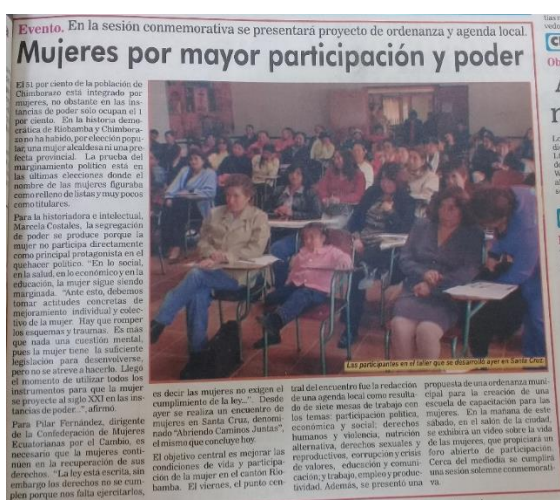 Evento. En la sesión conmemorativa se presentará proyecto de ordenanza y agenda local.
Mujeres por mayor participación y poder
El 51 por ciento de la población de
Chimborazo está integrado por
mujeres, no obstante en las ins-
tancias de poder sólo ocupan el 1
por ciento. En la historia demo-
crática de Riobamba y Chimbora-
zo no ha habido, por elección popu-
lar, una mujer alcaldesa ni una pre-
fecta provincial. La prueba del
marginamiento político está en
las últimas elecciones donde el
nombre de las mujeres figuraba
como relleno de listas y muy pocos
como titulares.
Para la historiadora e intelectual,
Marcela Costales, la segregación
de poder se produce porque la
mujer no participa directamente
como principal protagonista en el
quehacer político. "En lo social,
en la salud, en lo económico y en la
educación, la mujer sigue siendo
marginada. "Ante esto, debemos
tomar actitudes concretas de
mejoramiento individual y colec-
tivo de la mujer. Hay que romper
los esquemas y traumas. Es más
que nada una cuestión mental,
pues la mujer tiene la suficiente
legislación para desenvolverse,
pero no se atreve a hacerlo. Llegó
el momento de utilizar todos los
instrumentos para que la mujer
se proyecte al siglo XXI en las ins-
tancias de poder...", afirmó.
Para Pilar Fernández, dirigente
de la Confederación de Mujeres
Ecuatorianas por el Cambio, es
necesario que la mujeres conti-
nuen en la recuperación de sus
derechos. "La ley está escrita, sin
embargo los derechos no se cum-
plen porque nos falta ejercitarlos,
Las participantes en el taller que se desarrolló ayer en Santa Cruz.
es decir las mujeres no exigen el
cumplimiento de la ley...". Desde
ayer se realiza un encuentro de
mujeres en Santa Cruz, denomi-
nado "Abriendo Caminos Juntas",
el mismo que concluye hoy.
El objetivo central es mejorar las
condiciones de vida y participa-
ción de la mujer en el cantón Rio-
bamba. El viernes, el punto cen-
tral del encuentro fue la redacción
de una agenda local como resulta-
do de siete meses de trabajo con
los temas: participación política,
económica y social; derechos
humanos y violencia, nutrición
alternativa, derechos sexuales y
reproductivos, corrupción y crisis
de valores, educación y comuni-
cación; y trabajo, empleo y produc-
tividad. Además, se presentó una
propuesta de una ordenanza muni-
cipal para la creación de una
escuela de capacitación para las
mujeres. En la mañana de este
sábado, en el salón de la ciudad,
se exhibirá un video sobre la vida
de las mujeres, que propiciará un
foro abierto de participación.
Cerca del mediodía se cumplirá
una sesión solemne conmemorati-
va.